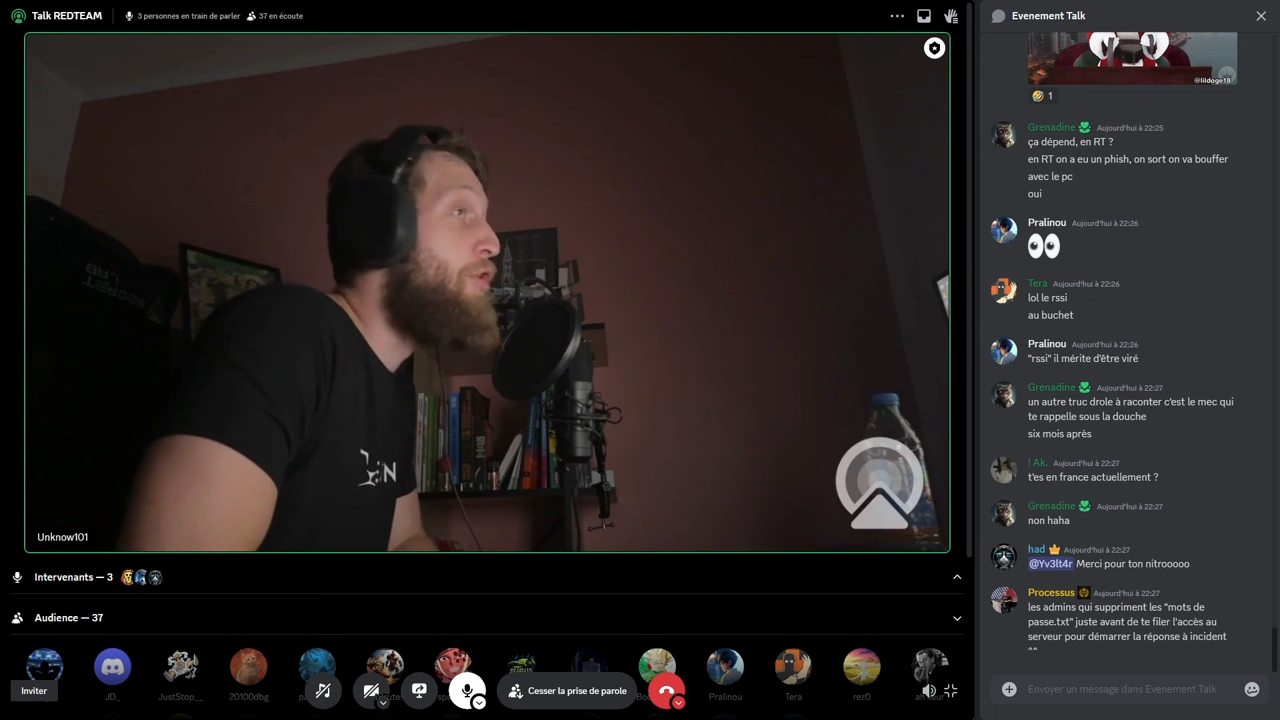 Talk REDTEAM
3 personnes en train de parler
37 en écoute
Evenement Talk
@lildoge18
1
Grenadine Aujourd'hui à 22:25
ça dépend, en RT ?
en RT on a eu un phish, on sort on va bouffer
avec le pc
oui
Pralinou Aujourd'hui à 22:26
Tera Aujourd'hui à 22:26
lol le rssi
au buchet
Pralinou Aujourd'hui à 22:26
"rssi" il mérite d'être viré
Grenadine Aujourd'hui à 22:27
un autre truc drole à raconter c'est le mec qui
te rappelle sous la douche
six mois après
! Ak. Aujourd'hui à 22:27
t'es en france actuellement ?
Grenadine Aujourd'hui à 22:27
non haha
had Aujourd'hui à 22:27
@Yv3lt4r Merci pour ton nitrooooo
Processus Aujourd'hui à 22:27
les admins qui suppriment les "mots de
passe.txt" juste avant de te filer l'accès au
serveur pour démarrer la réponse à incident
^^
Envoyer un message dans Evenement Talk
Unknow101
Intervenants — 3
Audience — 37
Inviter
JD_
JustStop_
20100dbg
Cesser la prise de parole
Pralinou
Tera
rez0